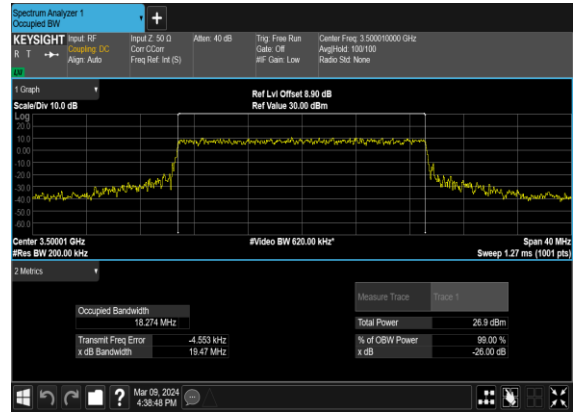 Spectrum Analyzer 1
Occupied BW
+
KEYSIGHT Input: RF Input Z: 50 Ω Atten: 40 dB Trig: Free Run Center Freq: 3.500010000 GHz
R T Coupling: DC Corr CCorr Gate: Off Avg|Hold: 100/100
Align: Auto Freq Ref: Int (S) #IF Gain: Low Radio Std: None
LW
1 Graph Ref Lvl Offset 8.90 dB
Scale/Div 10.0 dB Ref Value 30.00 dBm
Log
20.0
10.0
0.00
-10.0
-20.0
-30.0
-40.0
-50.0
-60.0
Center 3.50001 GHz #Video BW 620.00 kHz* Span 40 MHz
#Res BW 200.00 kHz Sweep 1.27 ms (1001 pts)
2 Metrics
Measure Trace Trace 1
Occupied Bandwidth
18.274 MHz Total Power 26.9 dBm
Transmit Freq Error -4.553 kHz % of OBW Power 99.00 %
x dB Bandwidth 19.47 MHz x dB -26.00 dB
? Mar 09, 2024
4:38:48 PM